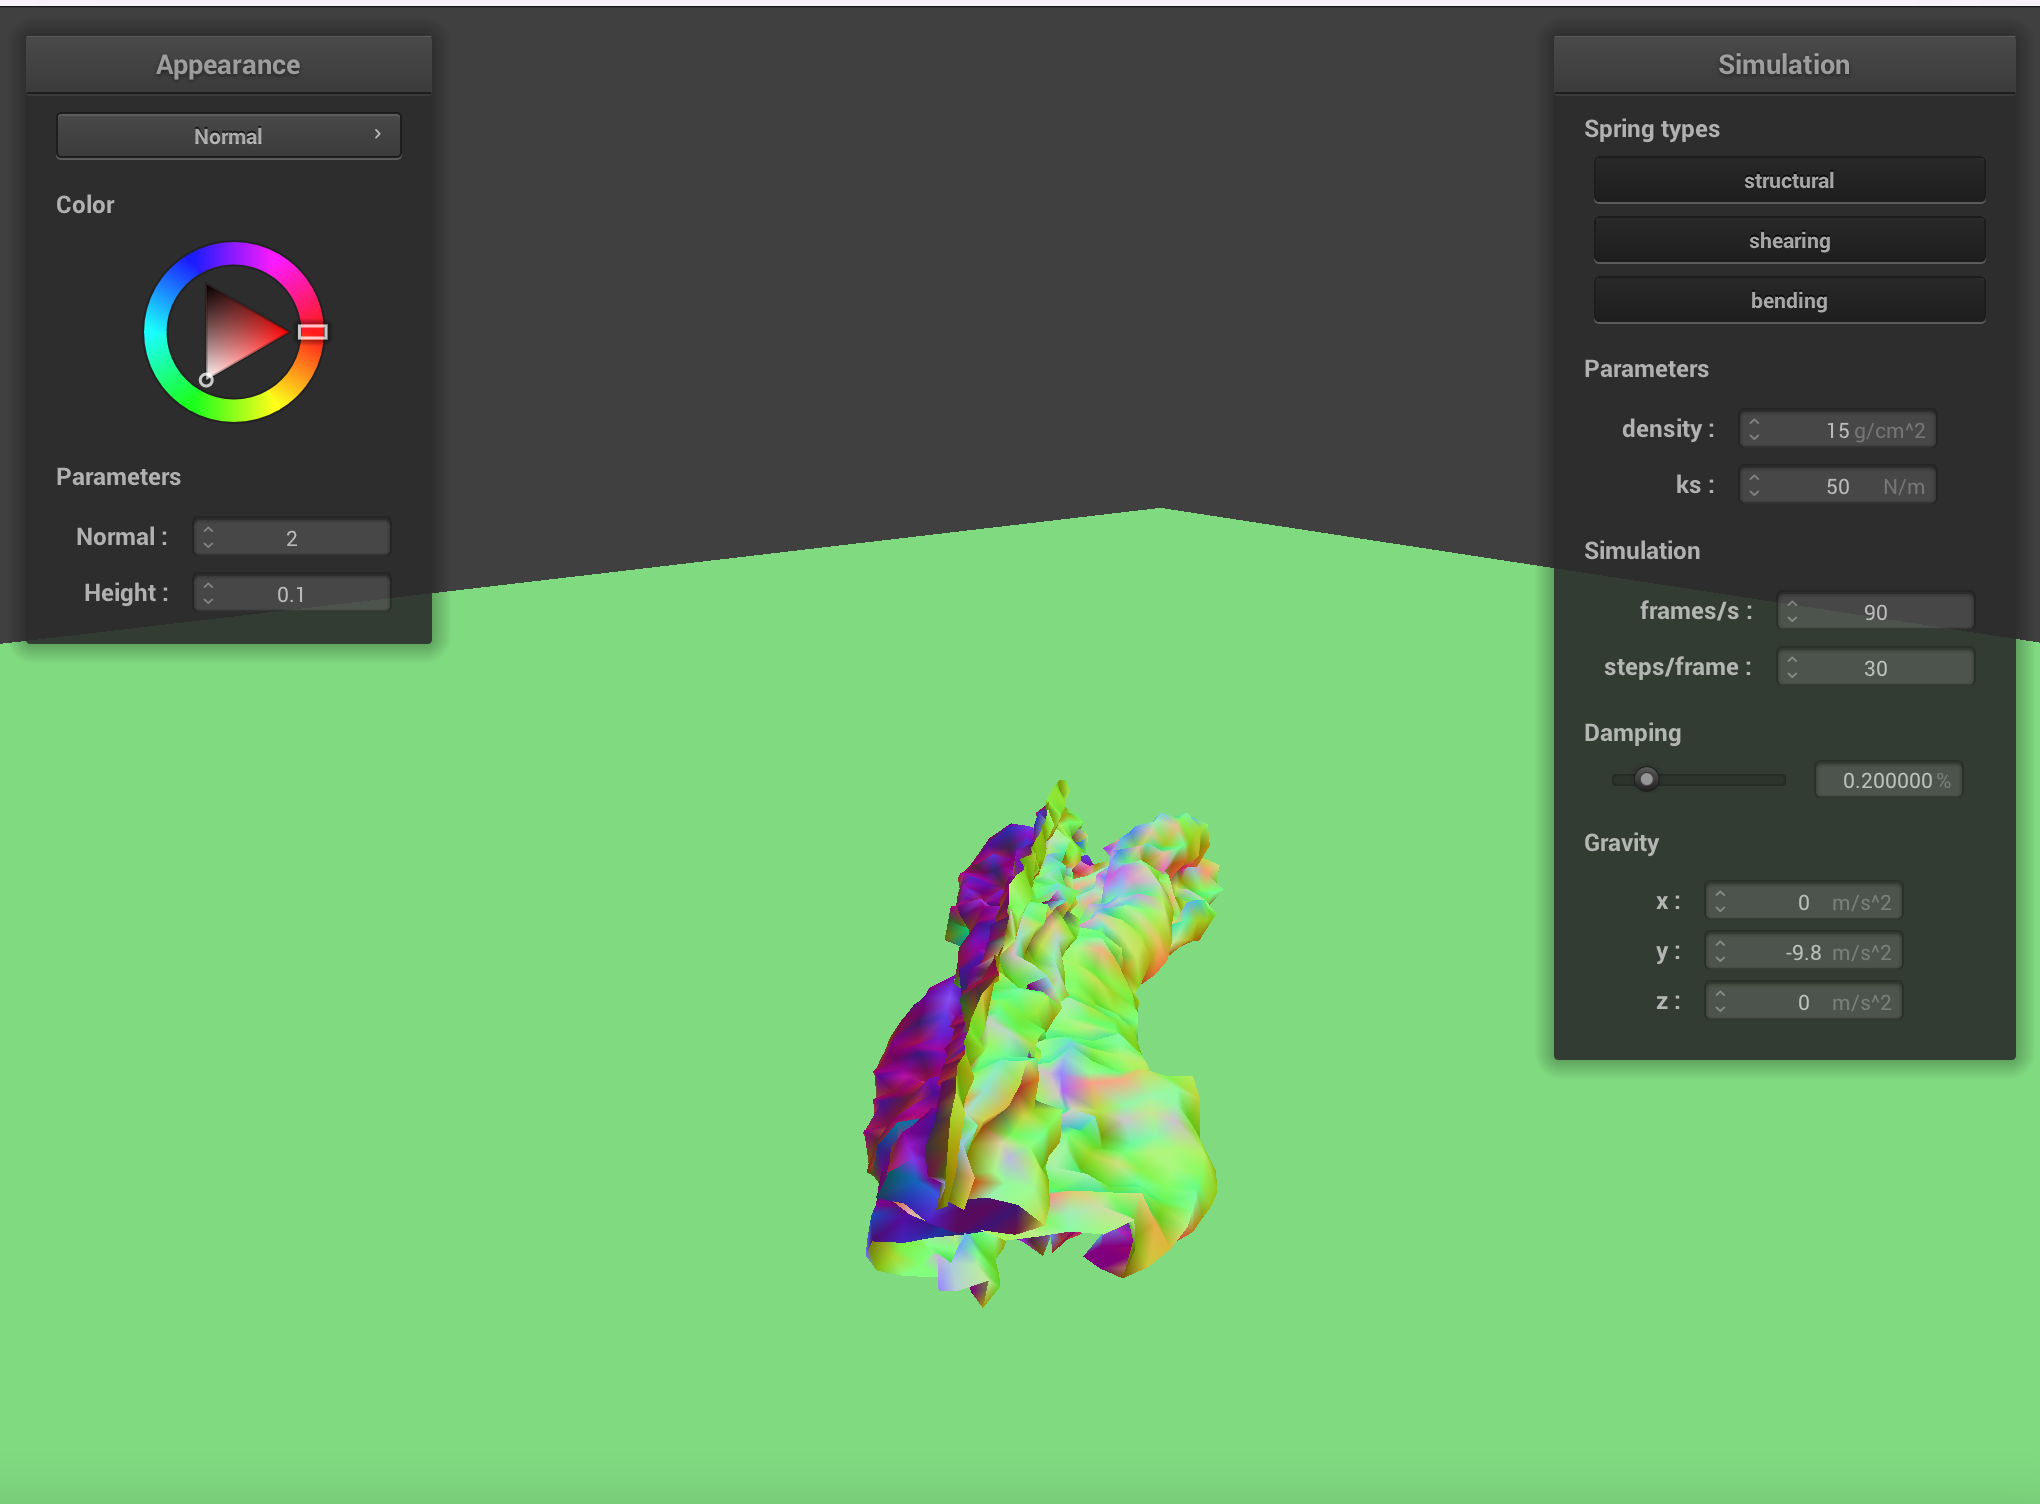 Appearance
Normal
Color
Parameters
Normal :
2
Height :
0.1
Simulation
Spring types
structural
shearing
bending
Parameters
density :
15 g/cm^2
ks :
50 N/m
Simulation
frames/s :
90
steps/frame :
30
Damping
0.200000 %
Gravity
x :
0 m/s^2
y :
-9.8 m/s^2
z :
0 m/s^2